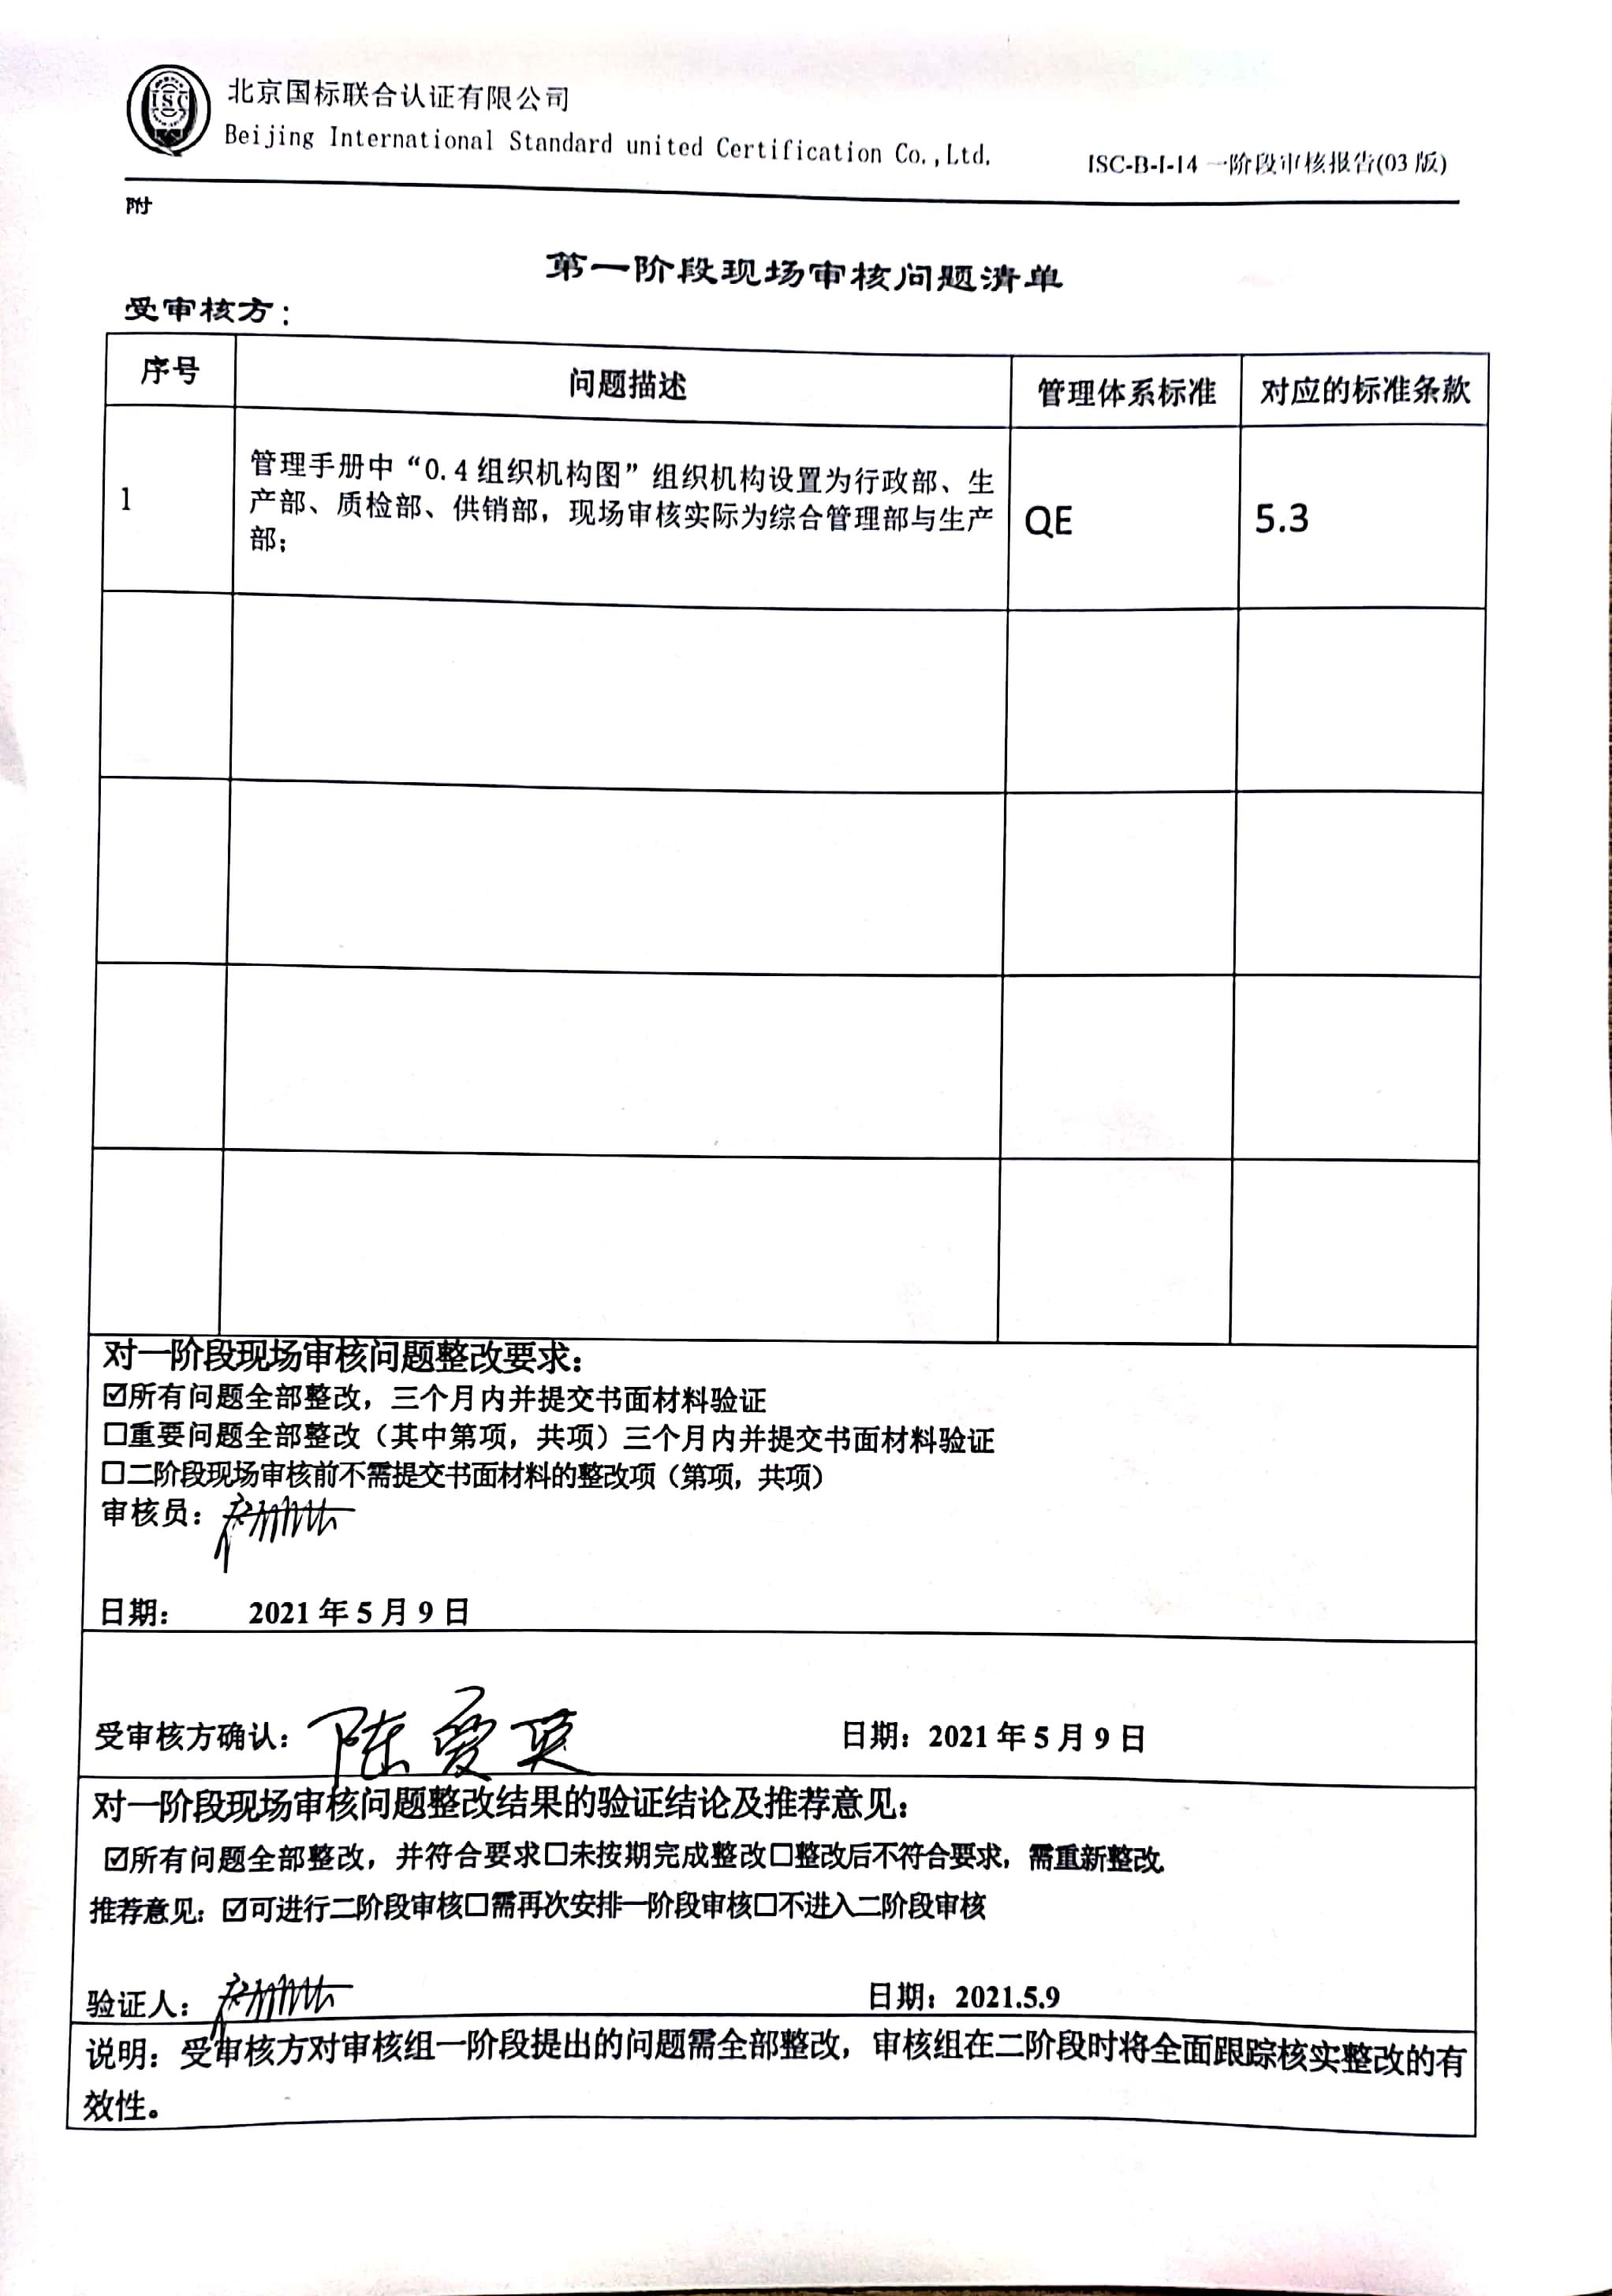 ISC
北京国标联合认证有限公司
Beijing International Standard united Certification Co.,Ltd.
ISC-B-I-14 一阶段审核报告(03 版)
附
第一阶段现场审核问题清单
受审核方：
序号 问题描述 管理体系标准 对应的标准条款
1
管理手册中“0.4 组织机构图”组织机构设置为行政部、生
产部、质检部、供销部，现场审核实际为综合管理部与生产
部；
QE
5.3
对一阶段现场审核问题整改要求：
☑所有问题全部整改，三个月内并提交书面材料验证
☐重要问题全部整改（其中第项，共项）三个月内并提交书面材料验证
☐二阶段现场审核前不需提交书面材料的整改项（第项，共项）
审核员：
日期： 2021 年 5 月 9 日
受审核方确认：陈爱英 日期：2021 年 5 月 9 日
对一阶段现场审核问题整改结果的验证结论及推荐意见：
☑所有问题全部整改，并符合要求☐未按期完成整改☐整改后不符合要求，需重新整改.
推荐意见：☑可进行二阶段审核☐需再次安排一阶段审核☐不进入二阶段审核
验证人： 日期：2021.5.9
说明：受审核方对审核组一阶段提出的问题需全部整改，审核组在二阶段时将全面跟踪核实整改的有
效性。